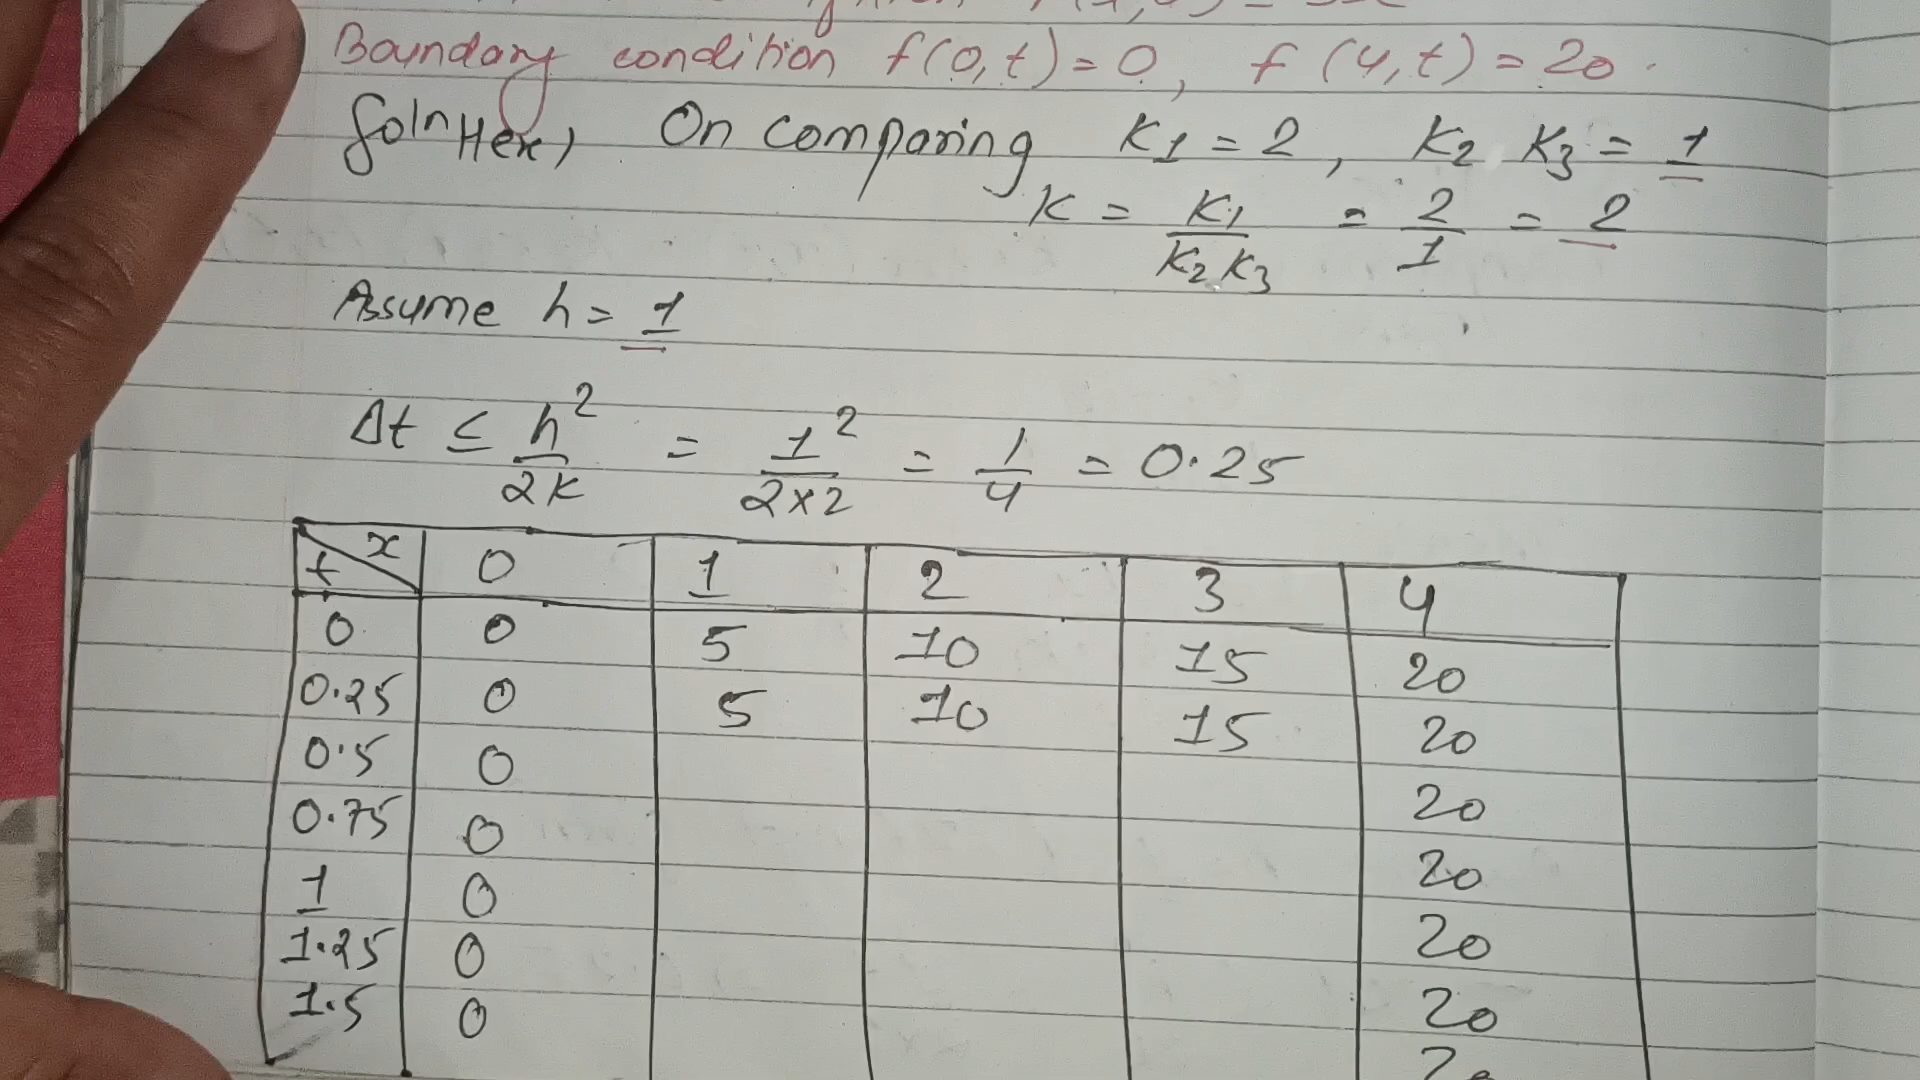 Boundary condition f(0,t)=0, f(4,t)=20.
Soln Here, On comparing K1=2, K2 K3=1
K = K1/K2 K3 = 2/1 = 2
Assume h=1
Δt ≤ h²/2K = 1²/2×2 = 1/4 = 0.25
t x 0 1 2 3 4
0 0 5 10 15 20
0.25 0 5 10 15 20
0.5 0 20
0.75 0 20
1 0 20
1.25 0 20
1.5 0 20